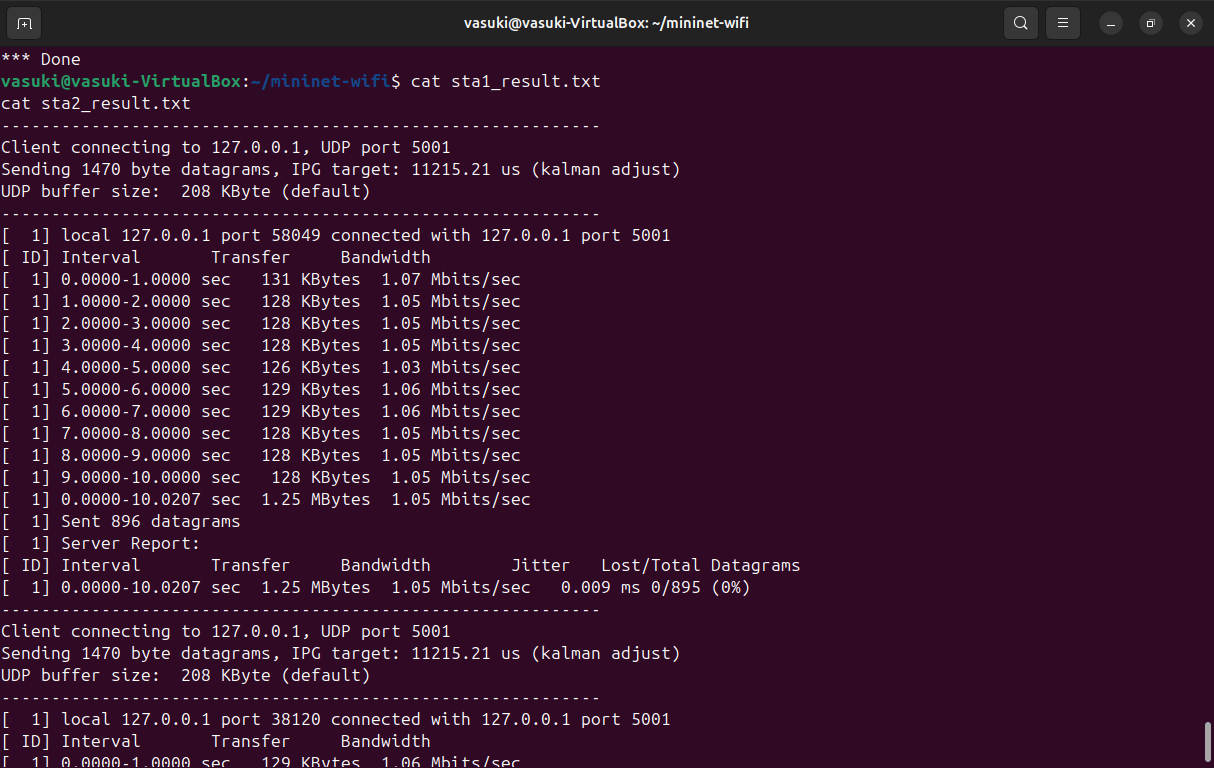 vasuki@vasuki-VirtualBox: ~/mininet-wifi
*** Done
vasuki@vasuki-VirtualBox:~/mininet-wifi$ cat sta1_result.txt
cat sta2_result.txt
------------------------------------------------------------
Client connecting to 127.0.0.1, UDP port 5001
Sending 1470 byte datagrams, IPG target: 11215.21 us (kalman adjust)
UDP buffer size:  208 KByte (default)
------------------------------------------------------------
[  1] local 127.0.0.1 port 58049 connected with 127.0.0.1 port 5001
[ ID] Interval       Transfer     Bandwidth
[  1] 0.0000-1.0000 sec   131 KBytes  1.07 Mbits/sec
[  1] 1.0000-2.0000 sec   128 KBytes  1.05 Mbits/sec
[  1] 2.0000-3.0000 sec   128 KBytes  1.05 Mbits/sec
[  1] 3.0000-4.0000 sec   128 KBytes  1.05 Mbits/sec
[  1] 4.0000-5.0000 sec   126 KBytes  1.03 Mbits/sec
[  1] 5.0000-6.0000 sec   129 KBytes  1.06 Mbits/sec
[  1] 6.0000-7.0000 sec   129 KBytes  1.06 Mbits/sec
[  1] 7.0000-8.0000 sec   128 KBytes  1.05 Mbits/sec
[  1] 8.0000-9.0000 sec   128 KBytes  1.05 Mbits/sec
[  1] 9.0000-10.0000 sec   128 KBytes  1.05 Mbits/sec
[  1] 0.0000-10.0207 sec  1.25 MBytes  1.05 Mbits/sec
[  1] Sent 896 datagrams
[  1] Server Report:
[ ID] Interval       Transfer     Bandwidth        Jitter   Lost/Total Datagrams
[  1] 0.0000-10.0207 sec  1.25 MBytes  1.05 Mbits/sec   0.009 ms 0/895 (0%)
------------------------------------------------------------
Client connecting to 127.0.0.1, UDP port 5001
Sending 1470 byte datagrams, IPG target: 11215.21 us (kalman adjust)
UDP buffer size:  208 KByte (default)
------------------------------------------------------------
[  1] local 127.0.0.1 port 38120 connected with 127.0.0.1 port 5001
[ ID] Interval       Transfer     Bandwidth
[  1] 0.0000-1.0000 sec   129 KBytes  1.06 Mbits/sec